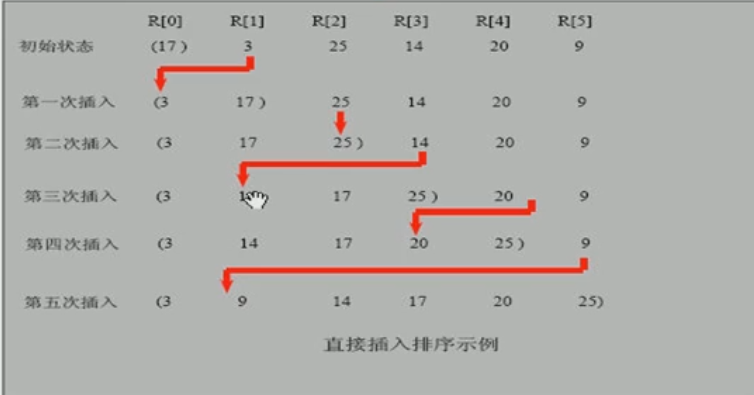 R[0] R[1] R[2] R[3] R[4] R[5]
初始状态 (17) 3 25 14 20 9
第一次插入 (3 17) 25 14 20 9
第二次插入 (3 17 25) 14 20 9
第三次插入 (3 17 25) 20 9
第四次插入 (3 14 17 20 25) 9
第五次插入 (3 9 14 17 20 25)
直接插入排序示例